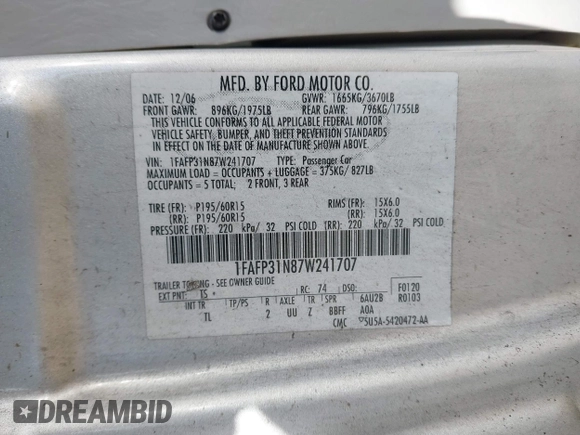 MFD. BY FORD MOTOR CO.
DATE: 12/06 GVWR: 1665KG/3670LB
FRONT GAWR: 896KG/1975LB REAR GAWR: 796KG/1755LB
THIS VEHICLE CONFORMS TO ALL APPLICABLE FEDERAL MOTOR
VEHICLE SAFETY, BUMPER, AND THEFT PREVENTION STANDARDS
IN EFFECT ON THE DATE OF MANUFACTURE SHOWN ABOVE.
VIN: 1FAFP31N87W241707 TYPE: Passenger Car
MAXIMUM LOAD = OCCUPANTS + LUGGAGE = 375KG/ 827LB
OCCUPANTS = 5 TOTAL: 2 FRONT, 3 REAR
TIRE (FR): P195/60R15 RIMS (FR): 15X6.0
(RR): P195/60R15 (RR): 15X6.0
PRESSURE (FR): 220 kPa/ 32 PSI COLD (RR): 220 kPa/ 32 PSI COLD
1FAFP31N87W241707
TRAILER TOWING - SEE OWNER GUIDE
EXT PNT: TS RC: 74 DSO: F0120
INT TR TP/PS R AXLE TR SPR 6AU2B R0103
TL 2 UU Z BBFF A0A
CMC 5U5A-5420472-AA
DREAMBID